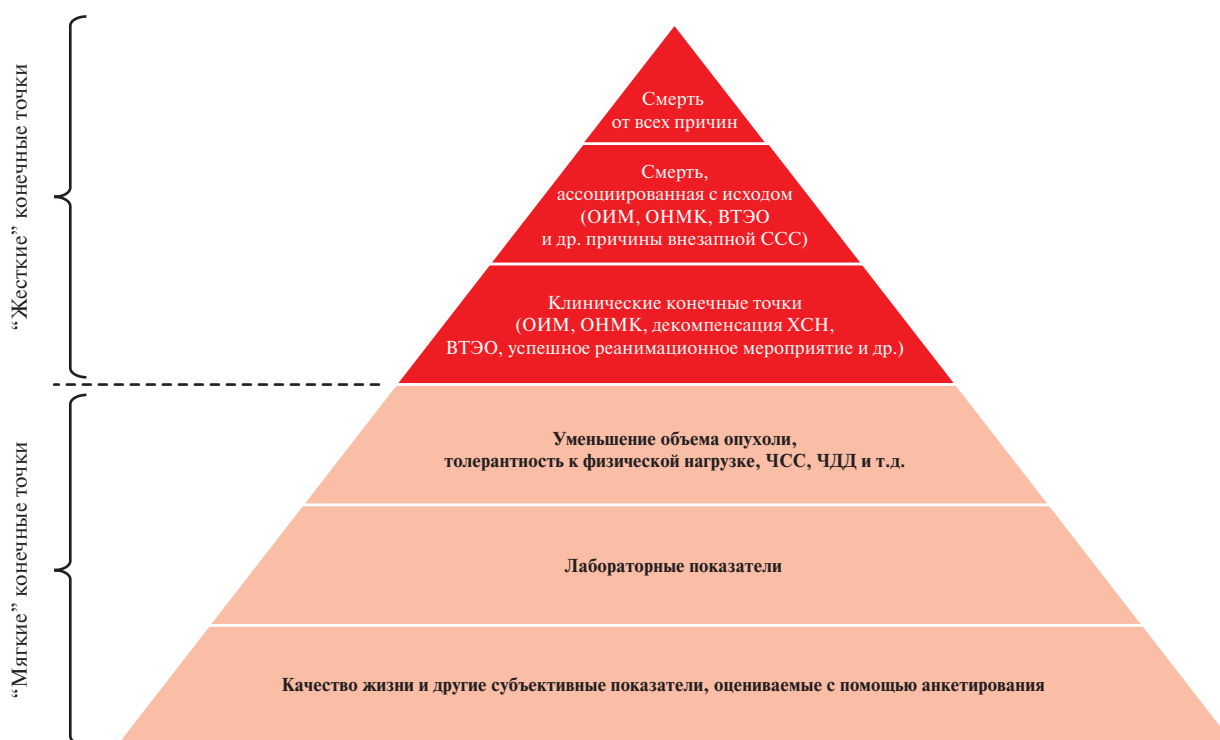 “Жесткие” конечные точки
Смерть
от всех причин
Смерть,
ассоциированная с исходом
(ОИМ, ОНМК, ВТЭО
и др. причины внезапной ССС)
Клинические конечные точки
(ОИМ, ОНМК, декомпенсация ХСН,
ВТЭО, успешное реанимационное мероприятие и др.)
“Мягкие” конечные точки
Уменьшение объема опухоли,
толерантность к физической нагрузке, ЧСС, ЧДД и т.д.
Лабораторные показатели
Качество жизни и другие субъективные показатели, оцениваемые с помощью анкетирования